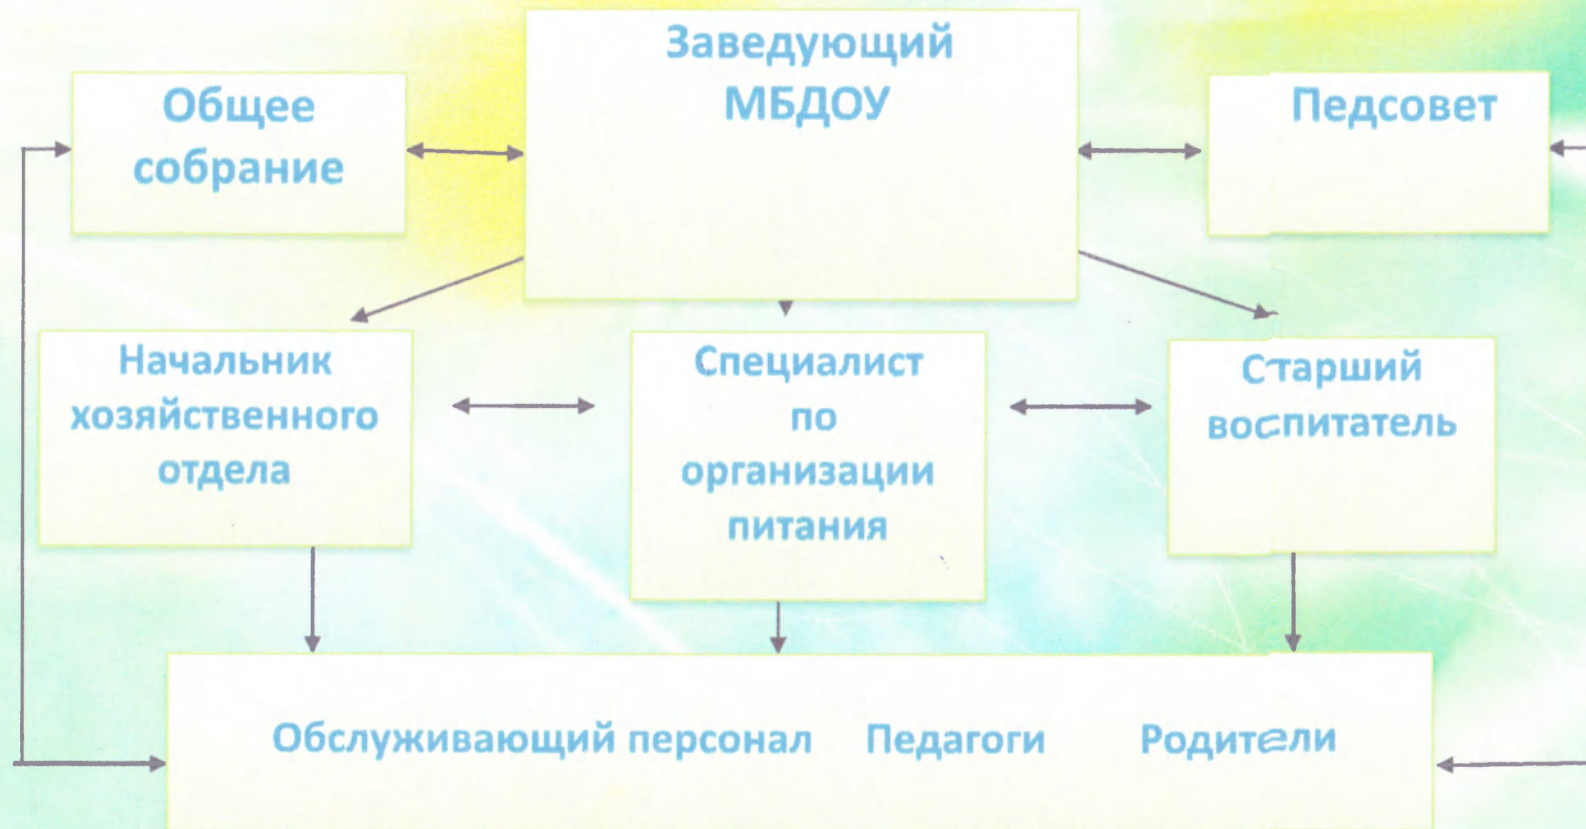 Заведующий
МБДОУ
Общее
собрание
Педсовет
Начальник
хозяйственного
отдела
Специалист
по
организации
питания
Старший
воспитатель
Обслуживающий персонал Педагоги Родители